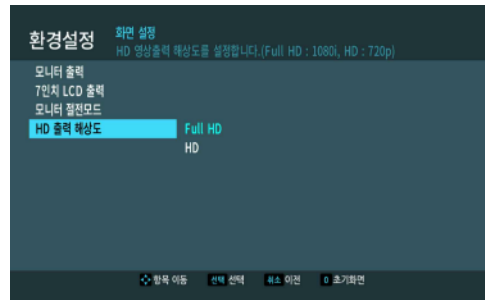 환경설정
화면 설정
HD 영상출력 해상도를 설정합니다.(Full HD : 1080i, HD : 720p)
모니터 출력
7인치 LCD 출력
모니터 절전모드
HD 출력 해상도 Full HD
HD
항목 이동 선택 선택 취소 이전 0 초기화면